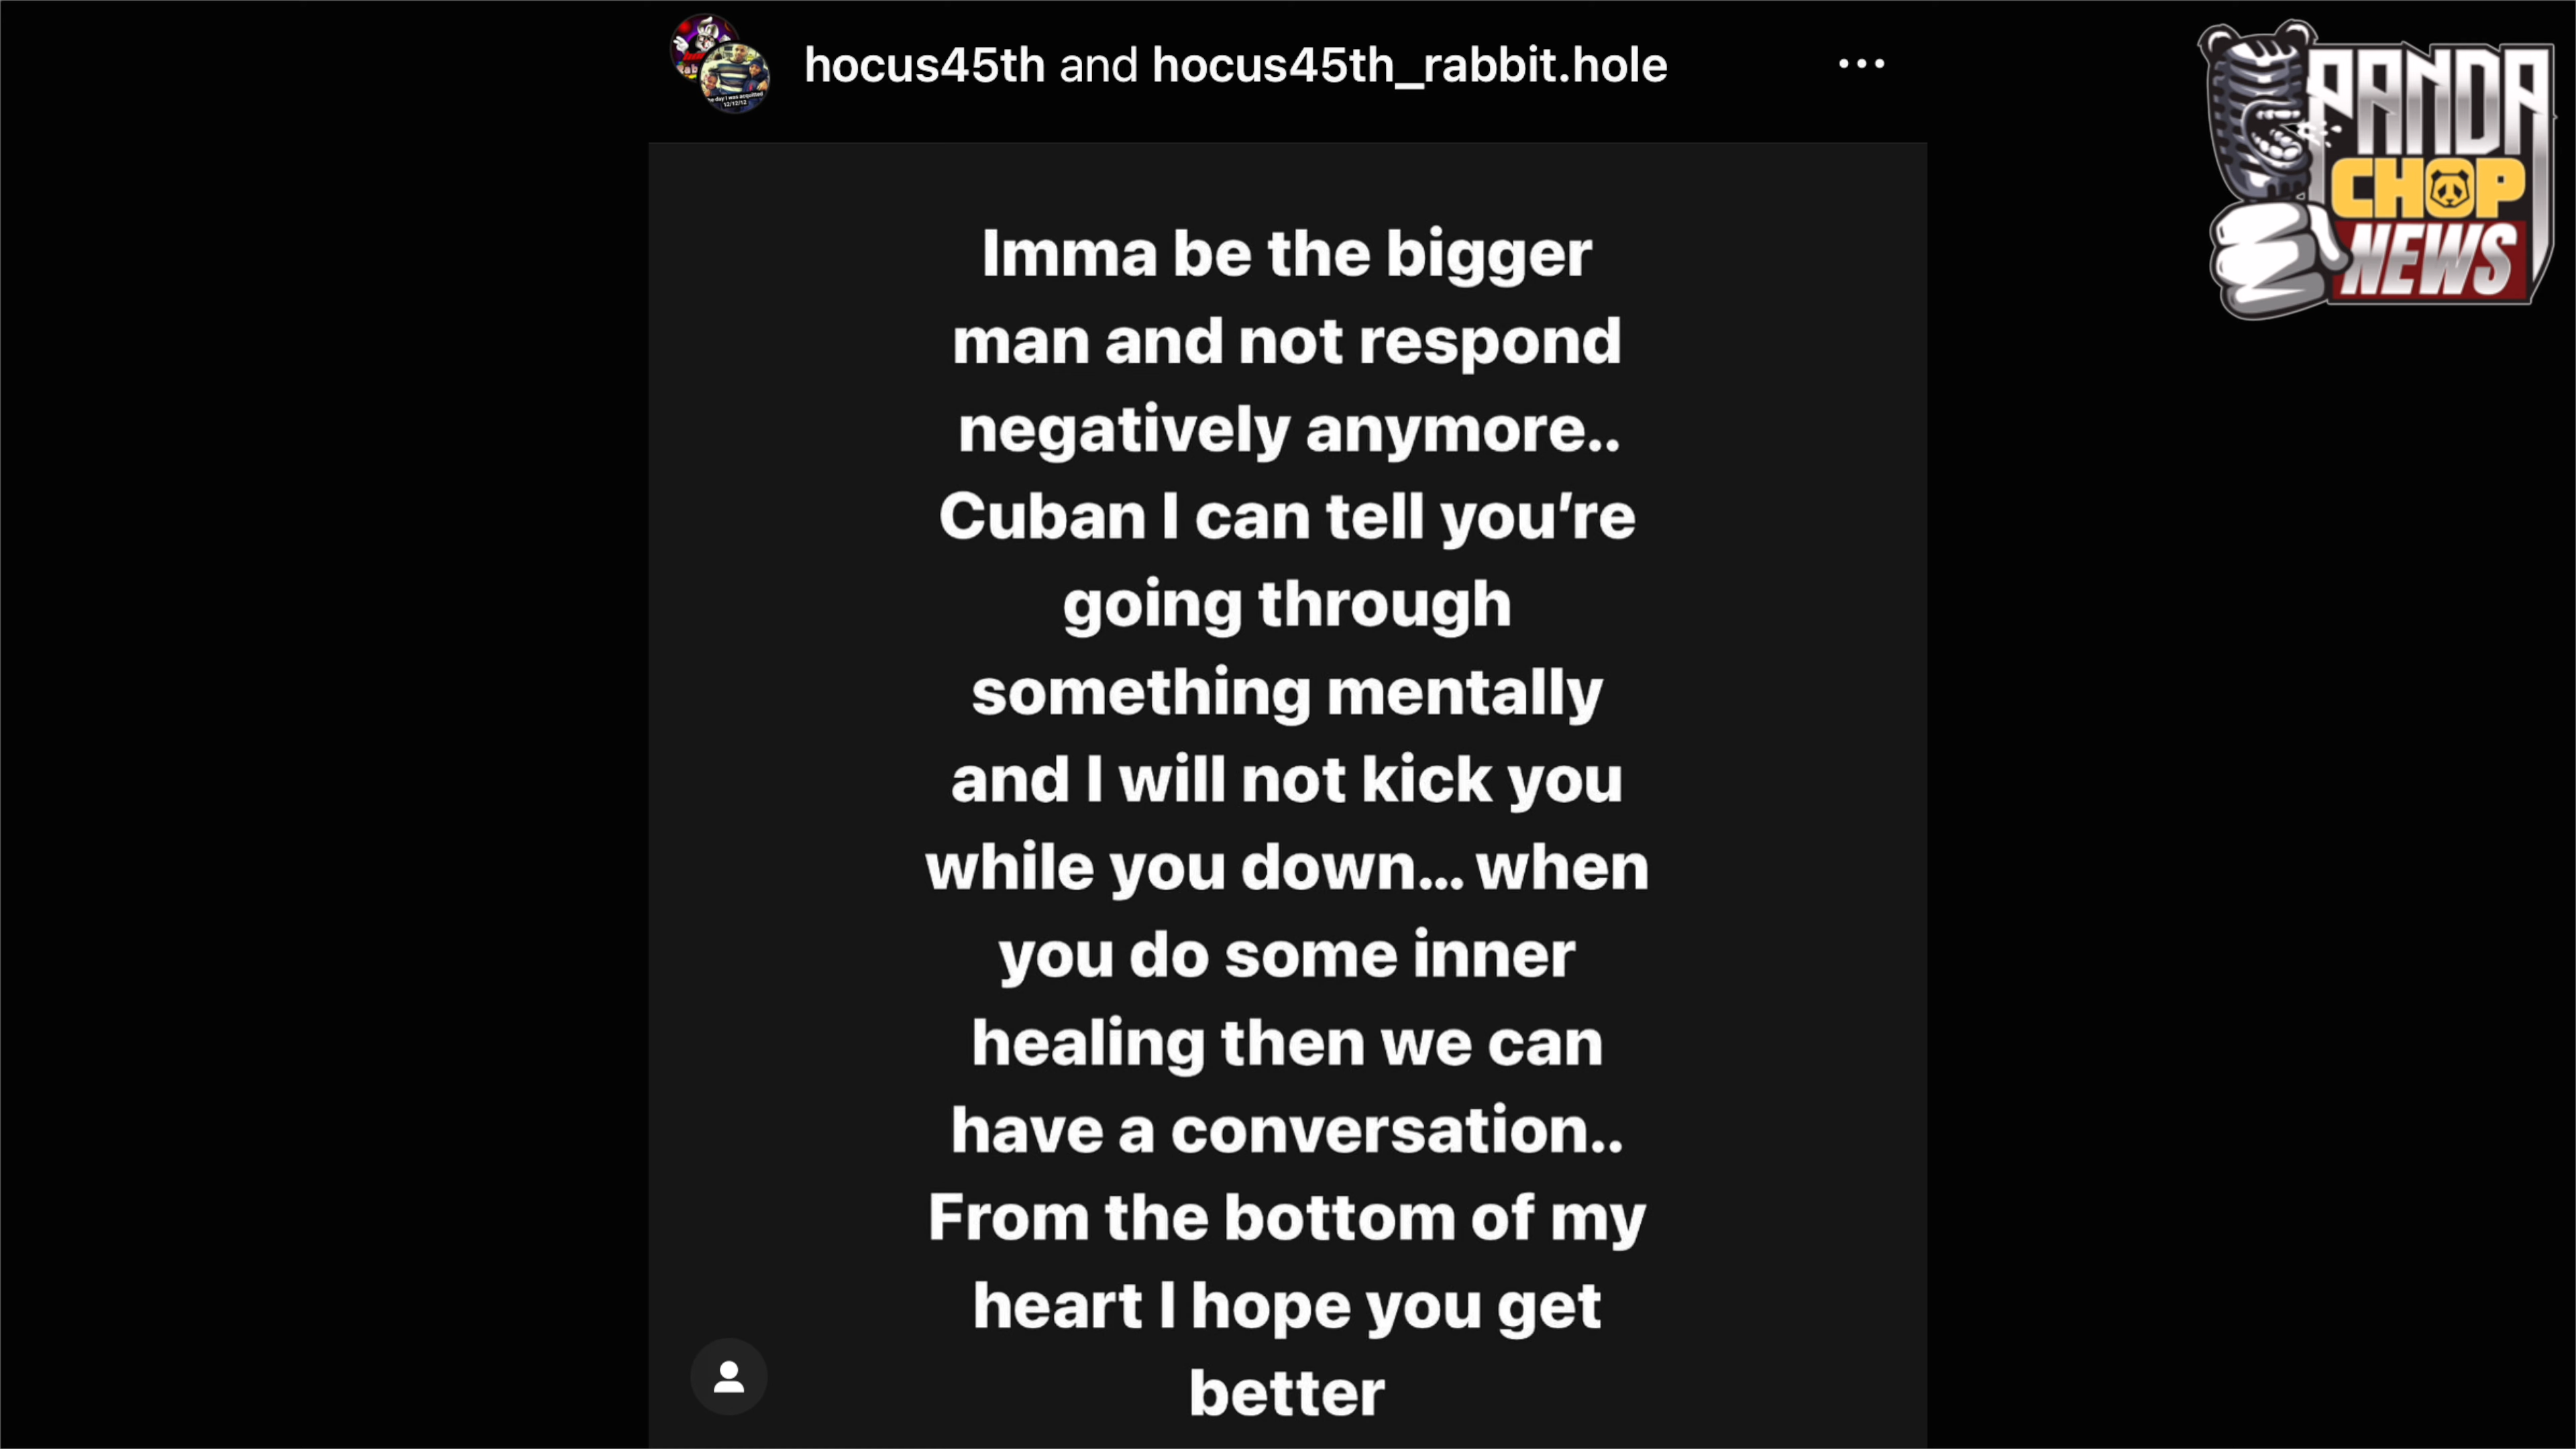 hocus45th and hocus45th_rabbit.hole
PANDA
CHOP
NEWS
Imma be the bigger
man and not respond
negatively anymore..
Cuban I can tell you're
going through
something mentally
and I will not kick you
while you down... when
you do some inner
healing then we can
have a conversation..
From the bottom of my
heart I hope you get
better